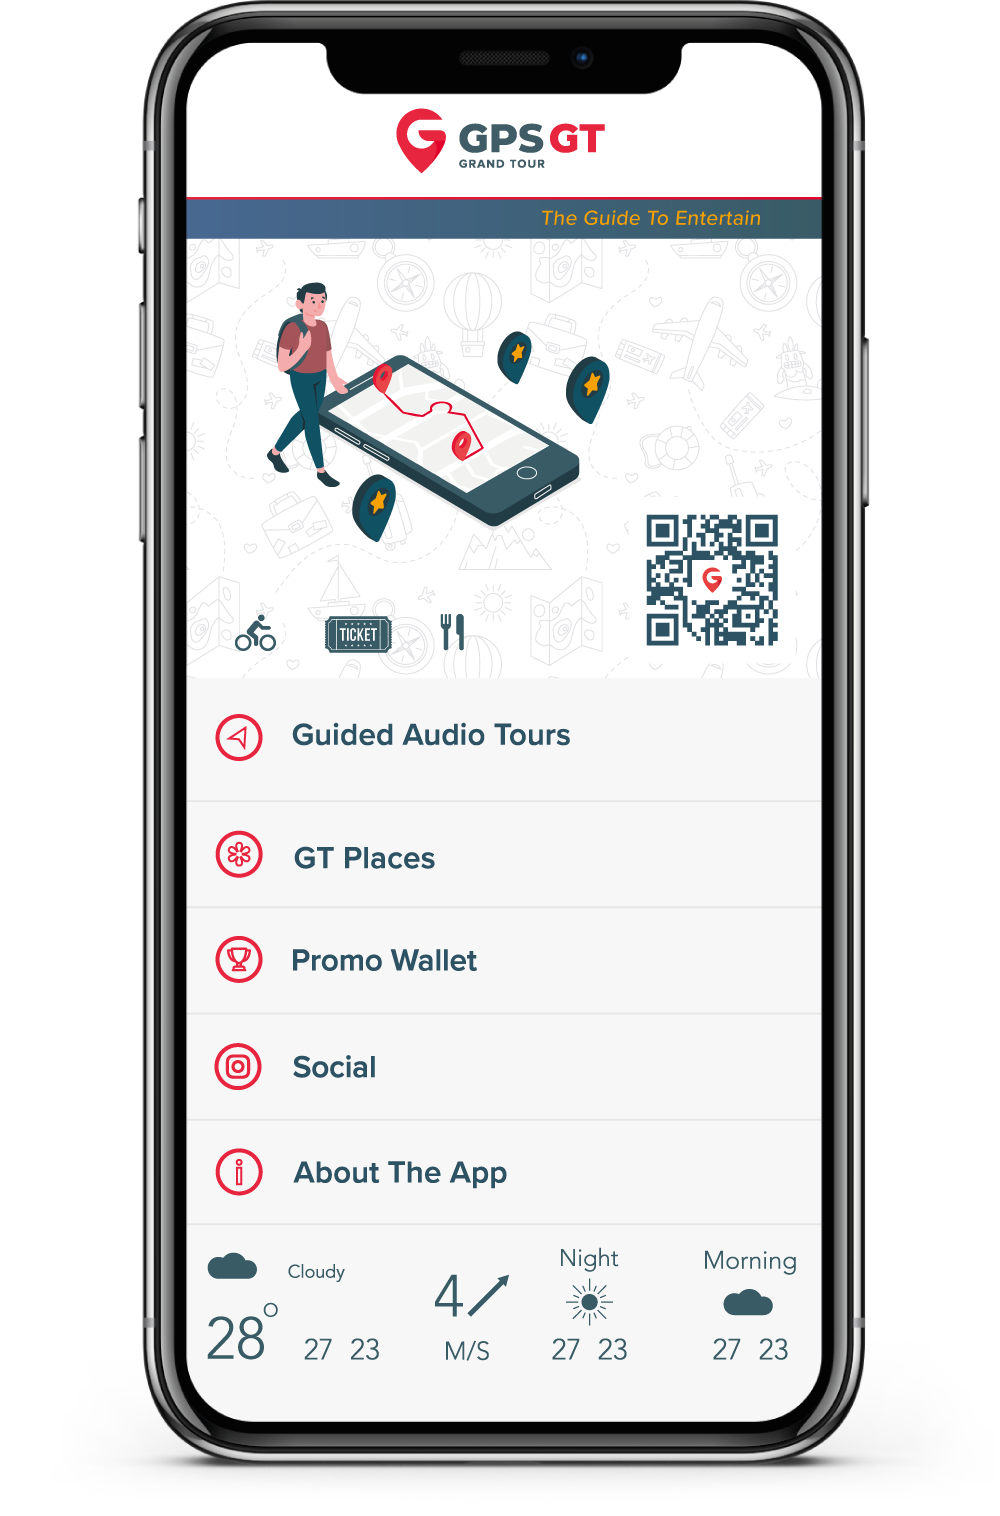 GPS GT
GRAND TOUR
The Guide To Entertain
TICKET
Guided Audio Tours
GT Places
Promo Wallet
Social
About The App
Cloudy
28°
27 23
4
M/S
Night
27 23
Morning
27 23